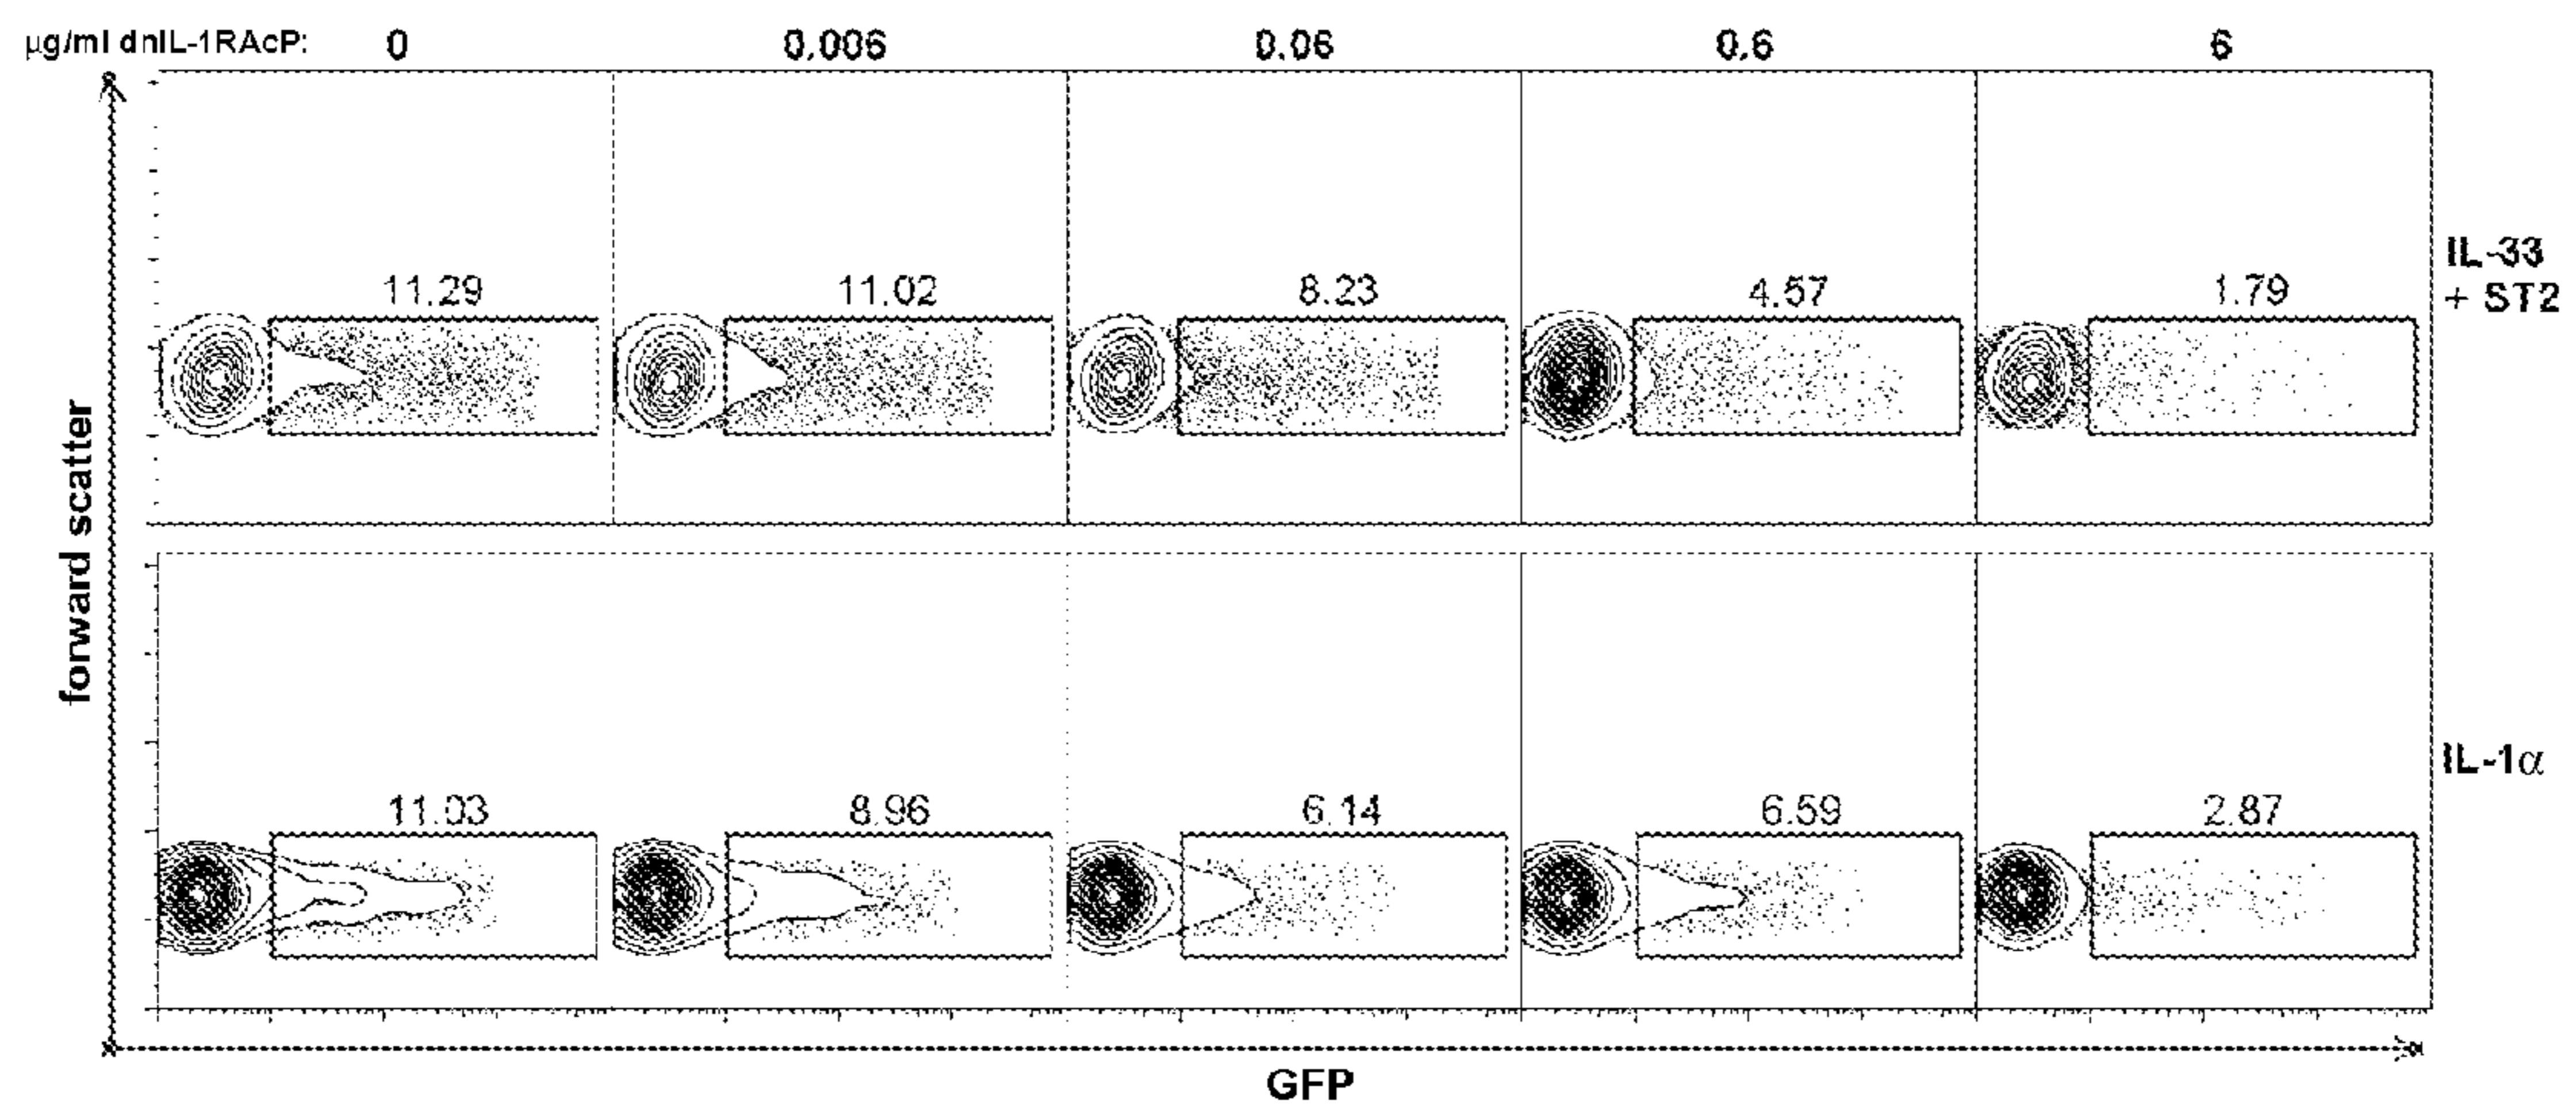 µg/ml dnIL-1RAcP: 0 0.006 0.06 0.6 6
11.29 11.02 8.23 4.57 1.79
IL-33
+ ST2
forward scatter
11.03 8.96 6.14 6.59 2.87
IL-1α
GFP